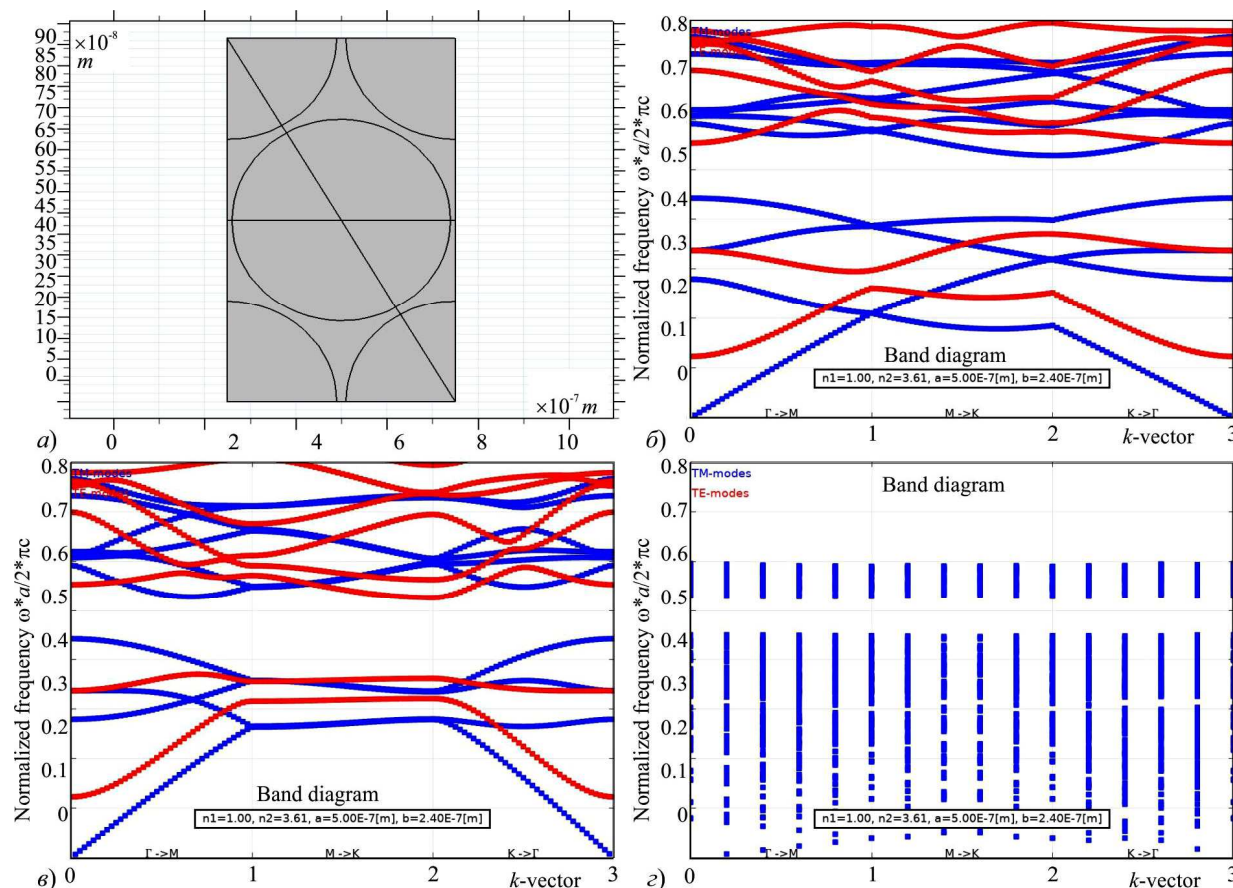 90
×10⁻⁸
m
85
80
75
70
65
60
55
50
45
40
35
30
25
20
15
10
5
0
×10⁻⁷ m
а)
0
2
4
6
8
10
Normalized frequency ω*a/2*πc
0.8
0.7
0.6
0.5
0.4
0.3
0.2
0.1
0
TM-modes
Band diagram
n1=1.00, n2=3.61, a=5.00E-7[m], b=2.40E-7[m]
Γ ->M
M->K
K->Γ
б)
0
1
2
k-vector
3
Normalized frequency ω*a/2*πc
0.8
0.7
0.6
0.5
0.4
0.3
0.2
0.1
0
TM-modes
Band diagram
n1=1.00, n2=3.61, a=5.00E-7[m], b=2.40E-7[m]
Γ ->M
M->K
K->Γ
в)
0
1
2
k-vector
3
Normalized frequency ω*a/2*πc
0.8
0.7
0.6
0.5
0.4
0.3
0.2
0.1
0
TM-modes
TE-modes
Band diagram
n1=1.00, n2=3.61, a=5.00E-7[m], b=2.40E-7[m]
Γ ->M
M->K
K->Γ
г)
0
1
2
k-vector
3